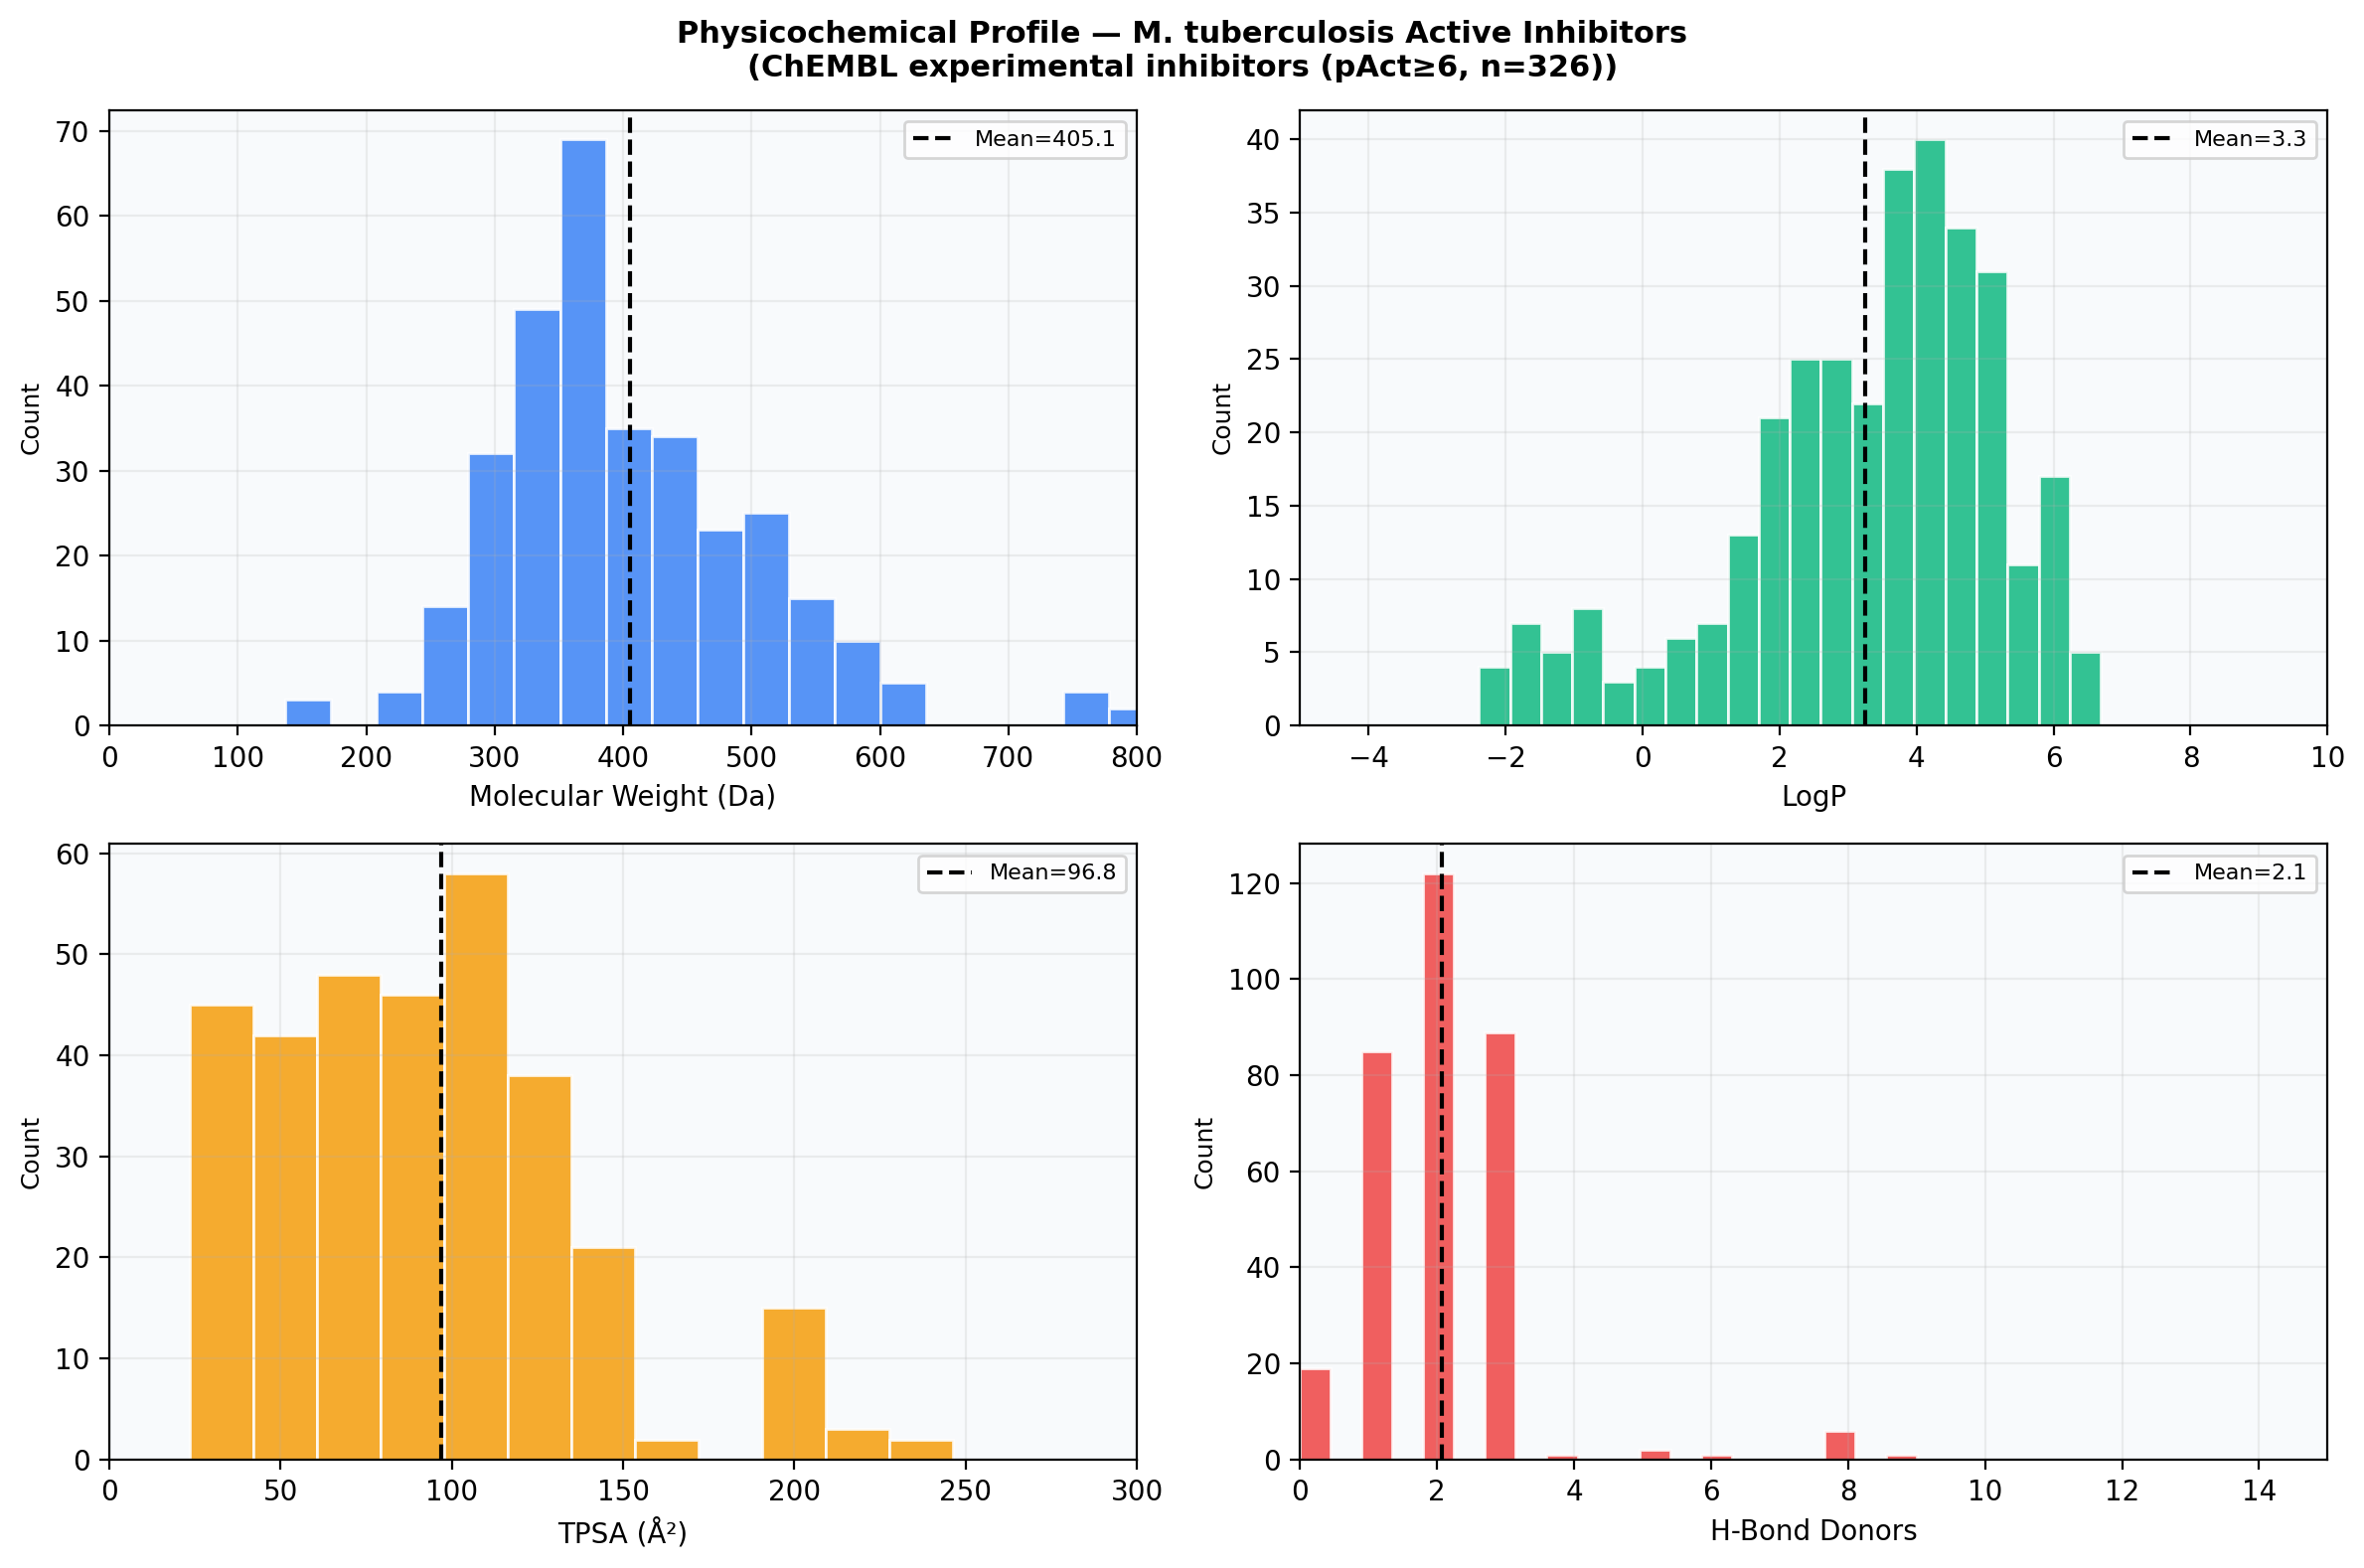 Physicochemical Profile — M. tuberculosis Active Inhibitors
(ChEMBL experimental inhibitors (pAct≥6, n=326))
Mean=405.1
Count
70
60
50
40
30
20
10
0
0 100 200 300 400 500 600 700 800
Molecular Weight (Da)
Mean=3.3
Count
40
35
30
25
20
15
10
5
0
−4 −2 0 2 4 6 8 10
LogP
Mean=96.8
Count
60
50
40
30
20
10
0
0 50 100 150 200 250 300
TPSA (Å²)
Mean=2.1
Count
120
100
80
60
40
20
0
0 2 4 6 8 10 12 14
H-Bond Donors